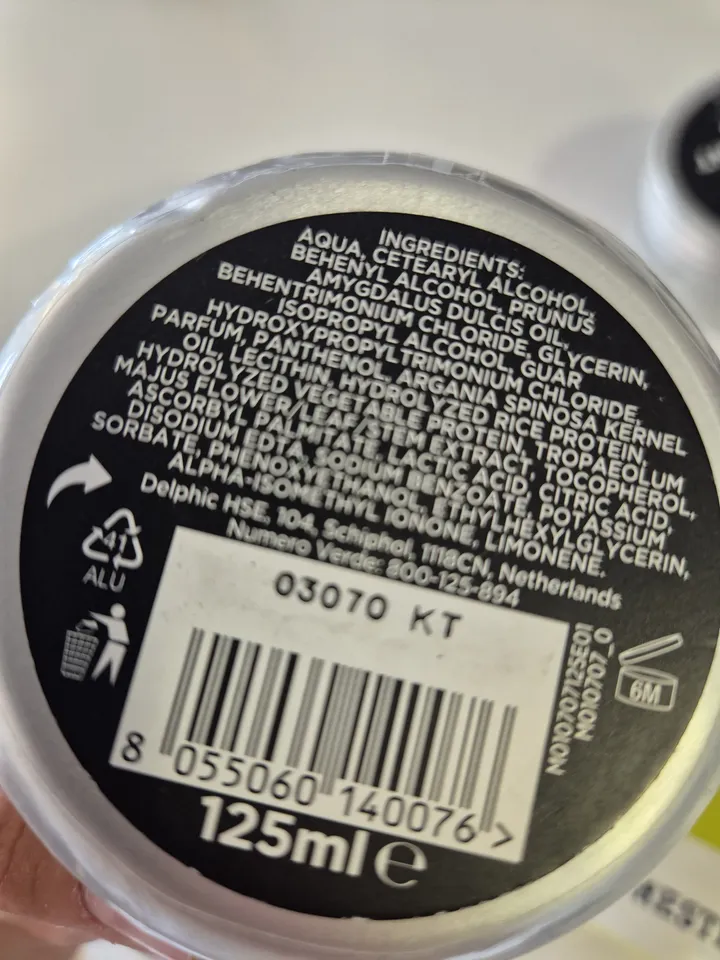 INGREDIENTS:
AQUA, CETEARYL ALCOHOL,
BEHENYL ALCOHOL, PRUNUS
AMYGDALUS DULCIS OIL,
BEHENTRIMONIUM CHLORIDE, GLYCERIN,
ISOPROPYL ALCOHOL, GUAR
HYDROXYPROPYLTRIMONIUM CHLORIDE,
PARFUM, PANTHENOL, ARGANIA SPINOSA KERNEL
OIL, LECITHIN, HYDROLYZED RICE PROTEIN,
HYDROLYZED VEGETABLE PROTEIN, TROPAEOLUM
MAJUS FLOWER/LEAF/STEM EXTRACT, TOCOPHEROL,
ASCORBYL PALMITATE, LACTIC ACID, CITRIC ACID,
DISODIUM EDTA, SODIUM BENZOATE, POTASSIUM
SORBATE, PHENOXYETHANOL, ETHYLHEXYLGLYCERIN,
ALPHA-ISOMETHYL IONONE, LIMONENE.
Delphic HSE, 104, Schiphol, 1118CN, Netherlands
Numero Verde: 800-125-894
41
ALU
03070 KT
NO10707125E01
NO10707_0
6M
8 055060 140076 >
125ml e